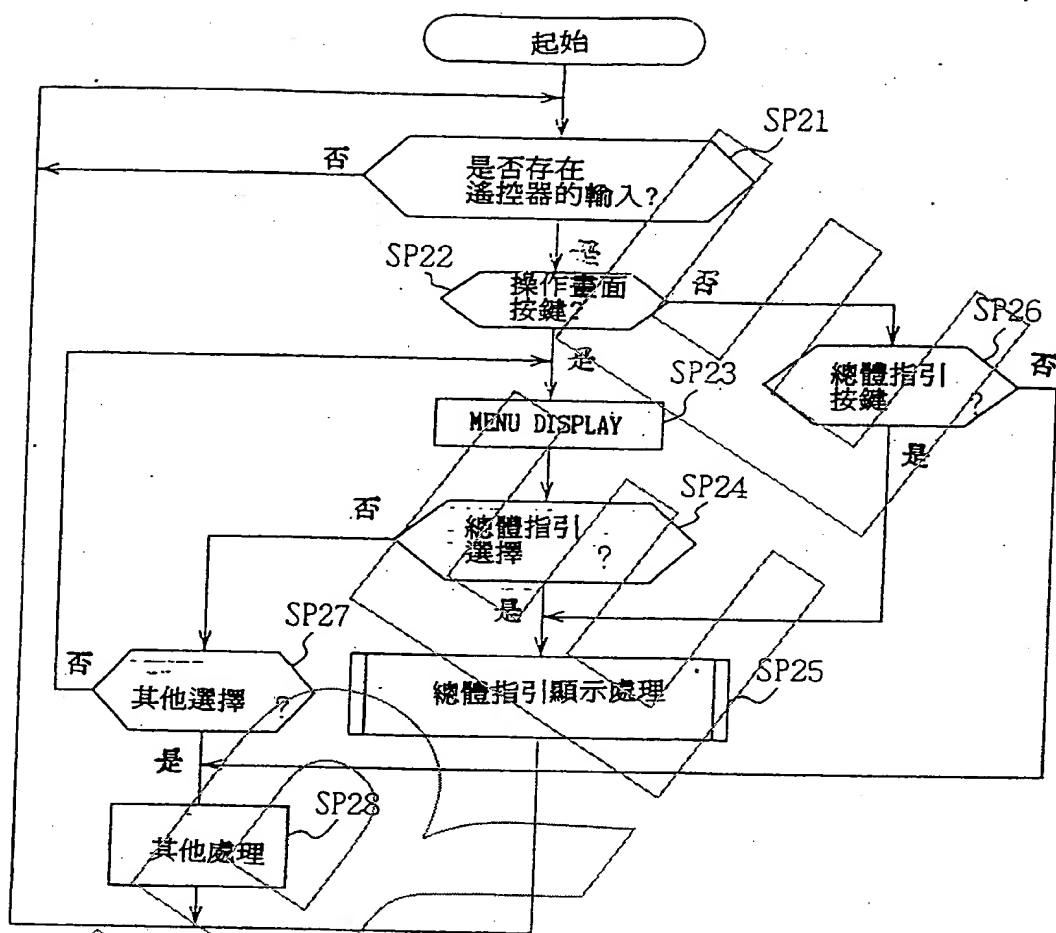 起始
SP21
否
是否存在
遙控器的輸入?
是
SP22
操作畫面
按鍵?
否
SP26
是
SP23
總體指引
按鍵 ?
否
MENU DISPLAY
是
SP24
否
總體指引
選擇 ?
是
SP27
否
其他選擇 ?
SP25
總體指引顯示處理
是
SP28
其他處理